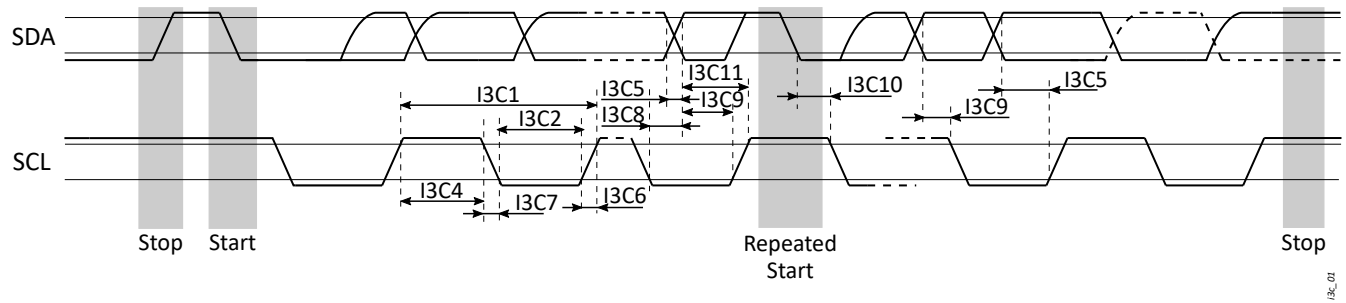 SDA
I3C11
I3C5
I3C10
I3C5
I3C1
I3C9
I3C2
I3C8
I3C9
SCL
I3C4
I3C7
I3C6
Stop
Start
Repeated
Start
Stop
I3c_01